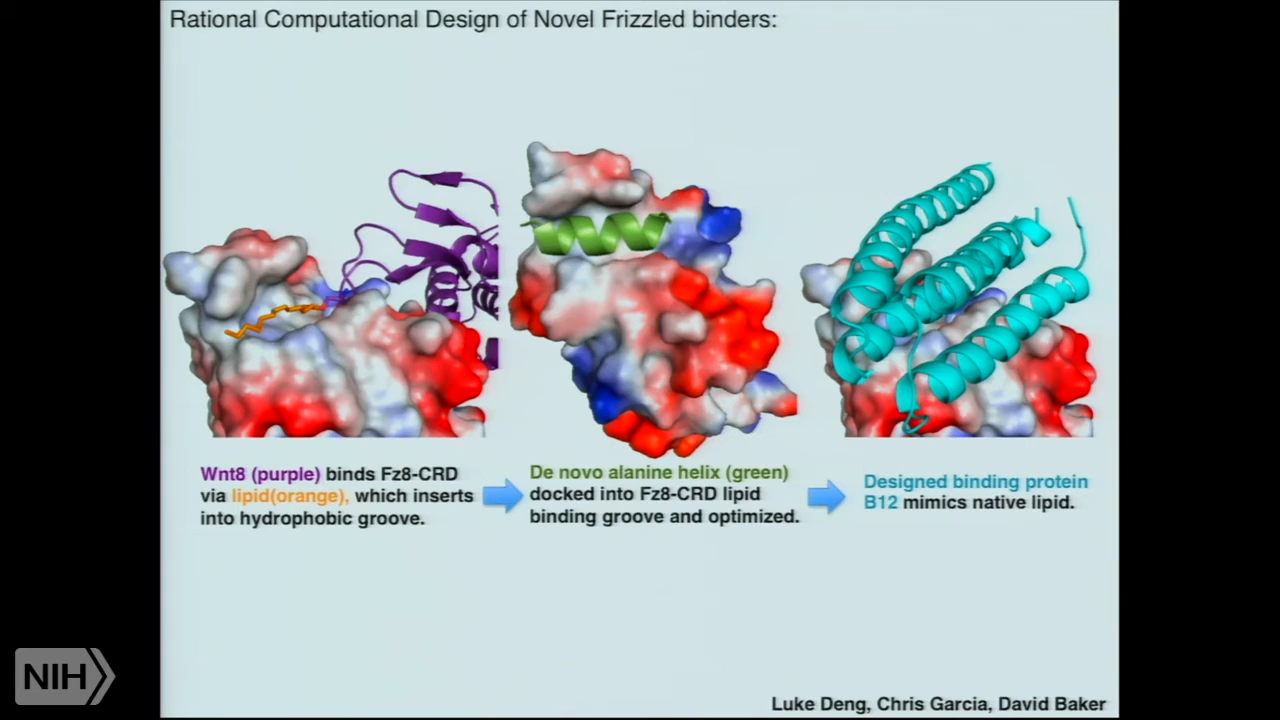 Rational Computational Design of Novel Frizzled binders:
Wnt8 (purple) binds Fz8-CRD
via lipid(orange), which inserts
into hydrophobic groove.
De novo alanine helix (green)
docked into Fz8-CRD lipid
binding groove and optimized.
Designed binding protein
B12 mimics native lipid.
NIH
Luke Deng, Chris Garcia, David Baker